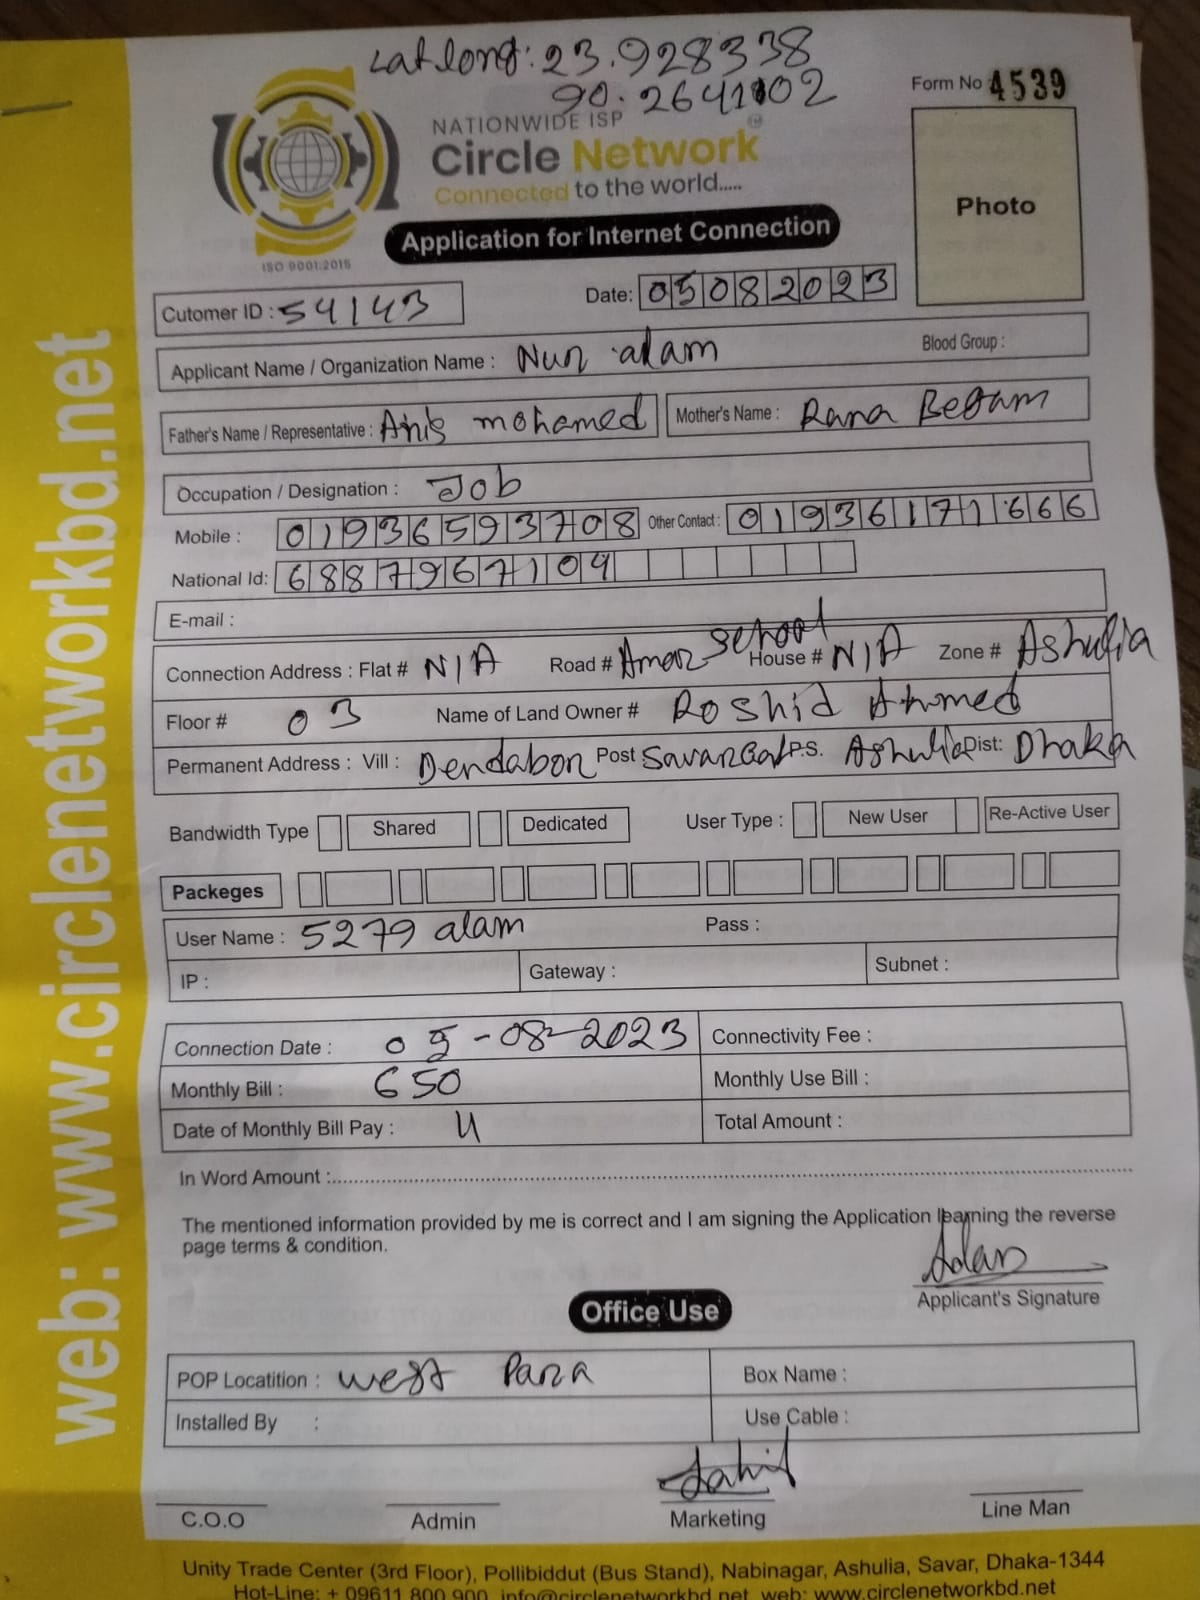 Lat long: 23.928338
90.2641102
Form No 4539
NATIONWIDE ISP
Circle Network
Connected to the world.....
Photo
ISO 9001:2015
Application for Internet Connection
Cutomer ID : 54143
Date: 05082023
Applicant Name / Organization Name : Nur alam Blood Group :
Father's Name / Representative : Anis mohamed Mother's Name : Rana Begam
Occupation / Designation : Job
Mobile : 01936593708 Other Contact : 01936171666
National Id: 6887967104
E-mail :
Connection Address : Flat # N/A Road # Amar School House # N/A Zone # Ashulia
Floor # 03 Name of Land Owner # Roshid Ahmed
Permanent Address : Vill : Dendabon Post Savar Cant P.S. Ashulia Dist: Dhaka
Bandwidth Type Shared Dedicated User Type : New User Re-Active User
Packeges
User Name : 5279 alam Pass :
IP : Gateway : Subnet :
Connection Date : 05-08-2023 Connectivity Fee :
Monthly Bill : 650 Monthly Use Bill :
Date of Monthly Bill Pay : Total Amount :
In Word Amount :
The mentioned information provided by me is correct and I am signing the Application learning the reverse
page terms & condition.
Applicant's Signature
Office Use
POP Locatition : west Para Box Name :
Installed By : Use Cable :
C.O.O Admin Marketing Line Man
Unity Trade Center (3rd Floor), Pollibiddut (Bus Stand), Nabinagar, Ashulia, Savar, Dhaka-1344
Hot-Line: + 09611 800 900, info@circlenetworkbd.net, web: www.circlenetworkbd.net
web: www.circlenetworkbd.net